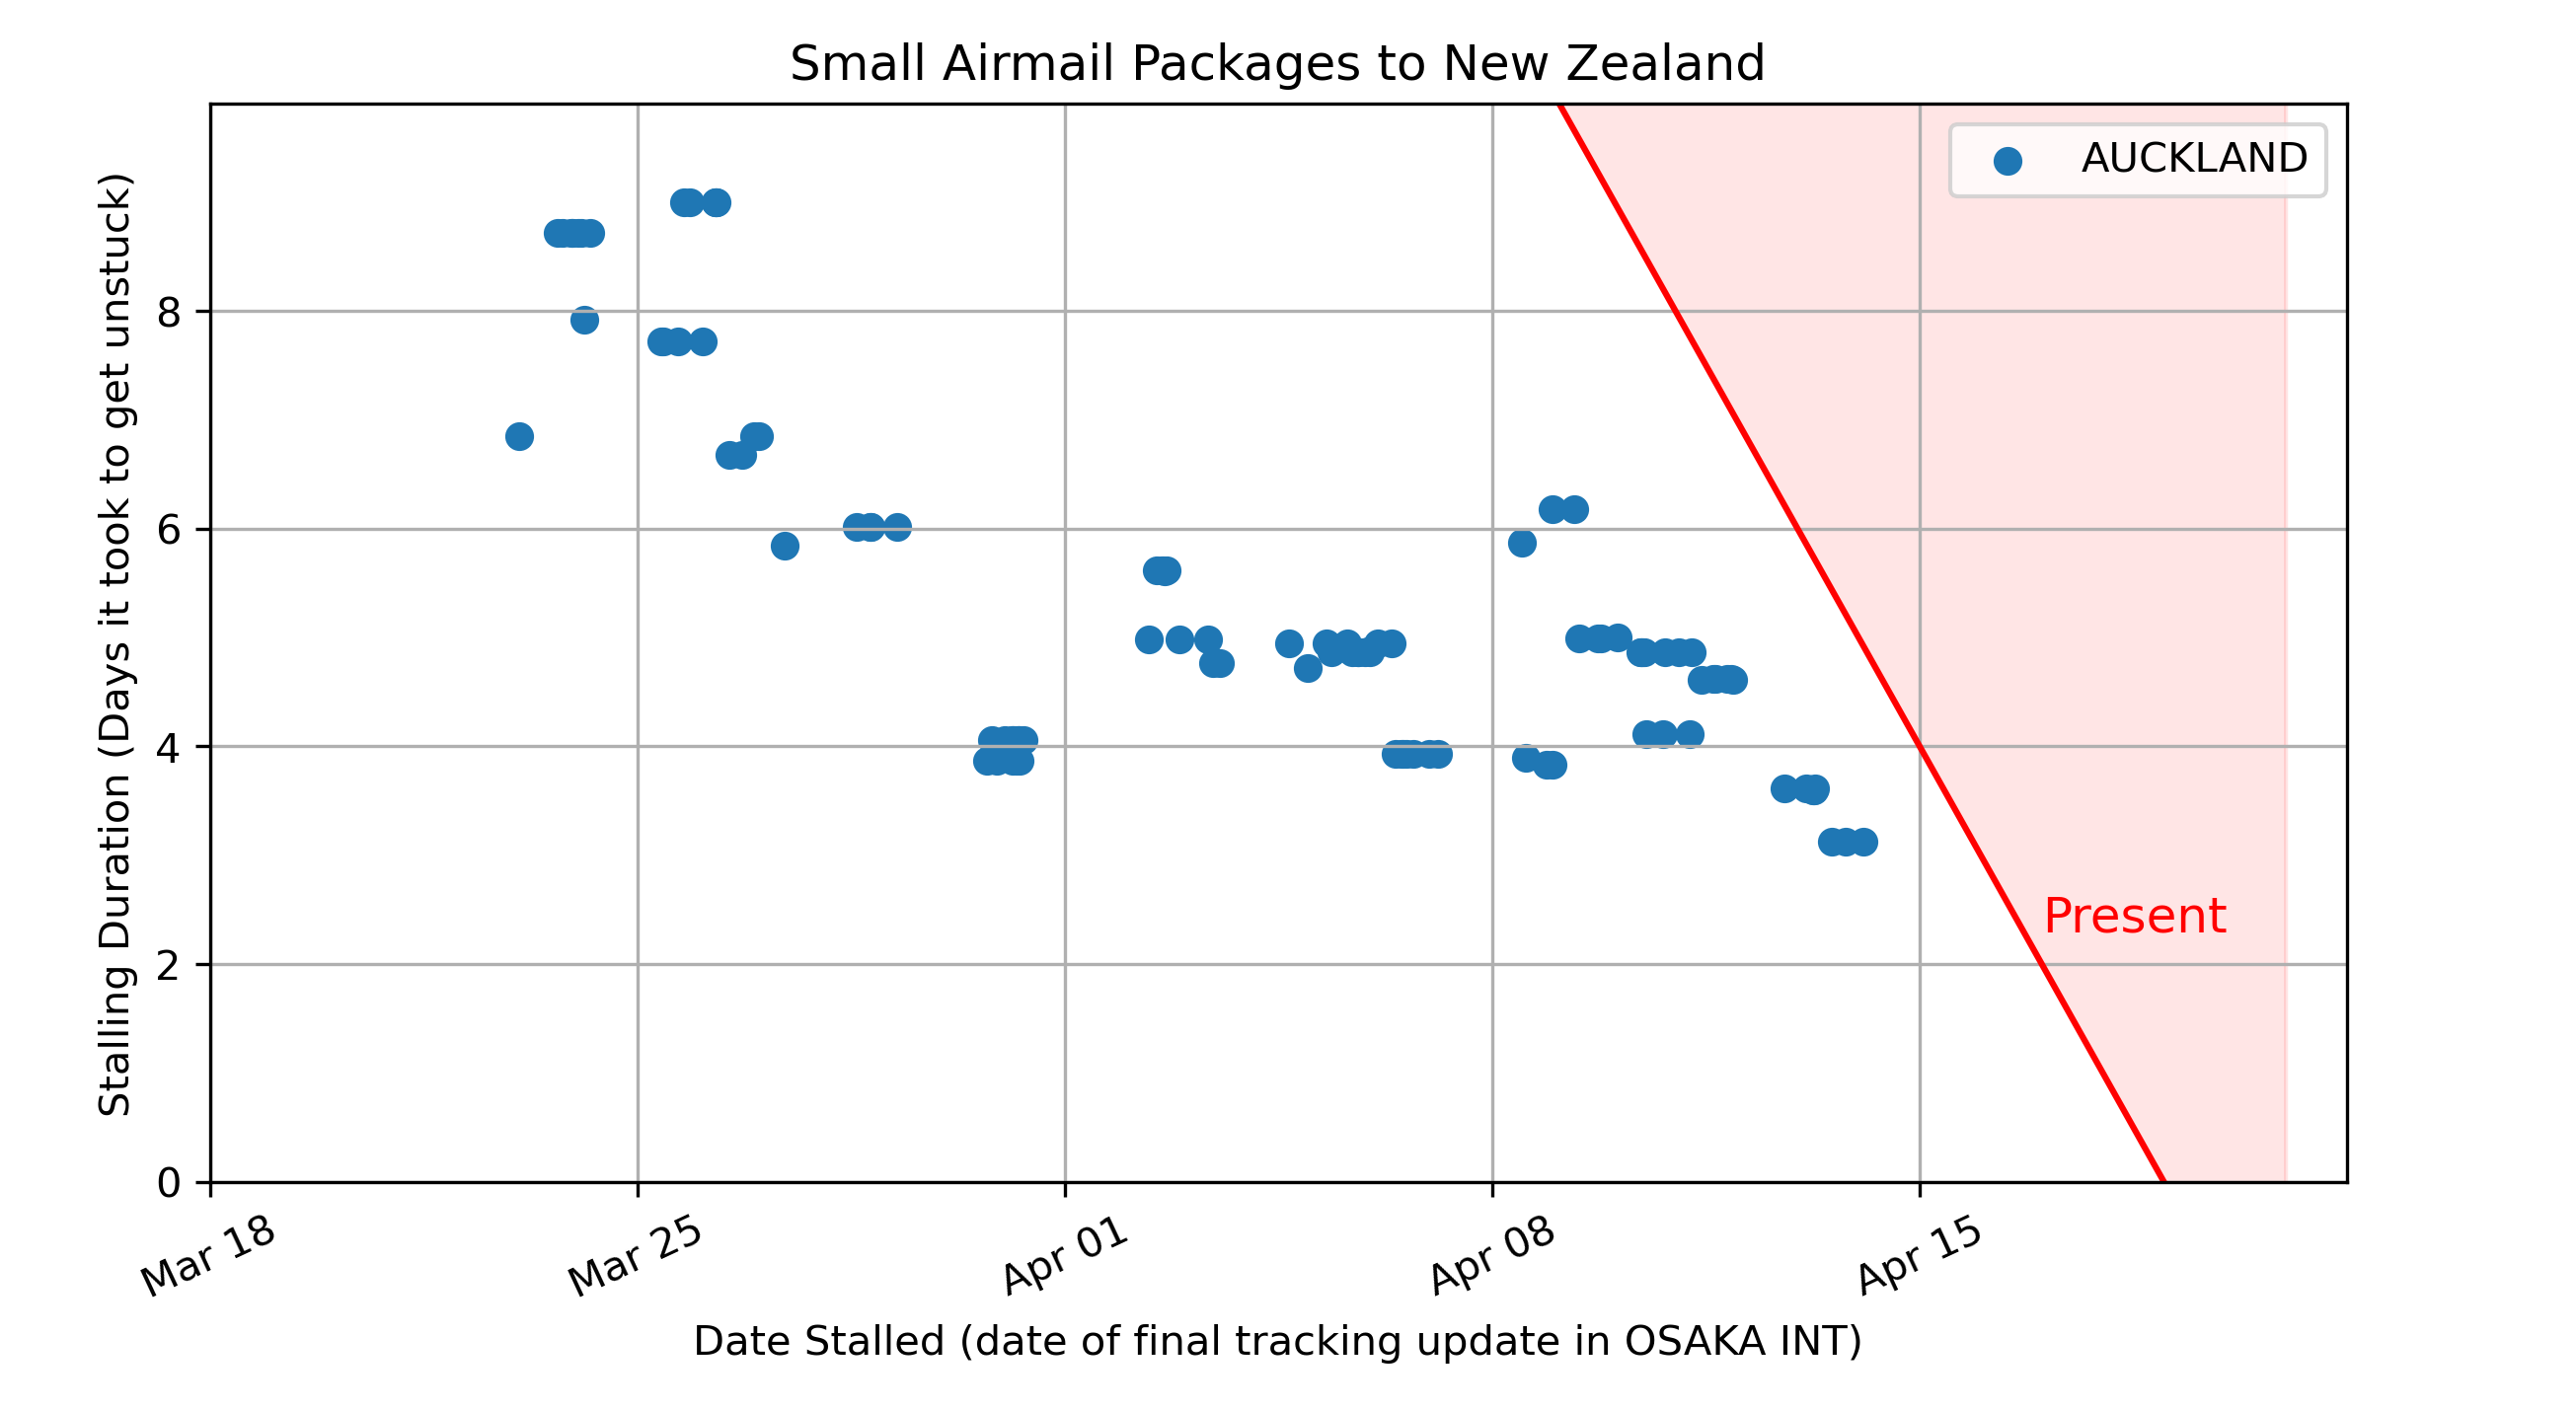 Small Airmail Packages to New Zealand
AUCKLAND
Stalling Duration (Days it took to get unstuck)
8
6
4
2
0
Present
Mar 18
Mar 25
Apr 01
Apr 08
Apr 15
Date Stalled (date of final tracking update in OSAKA INT)